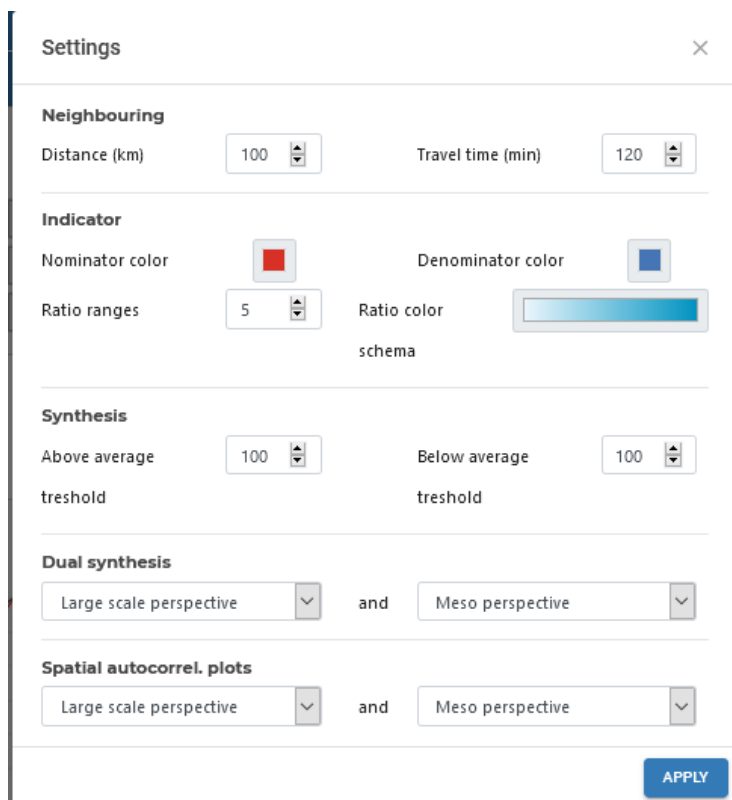 Settings
Neighbouring
Distance (km) 100 Travel time (min) 120
Indicator
Nominator color Denominator color
Ratio ranges 5 Ratio color
schema
Synthesis
Above average 100 Below average 100
treshold treshold
Dual synthesis
Large scale perspective and Meso perspective
Spatial autocorrel. plots
Large scale perspective and Meso perspective
APPLY